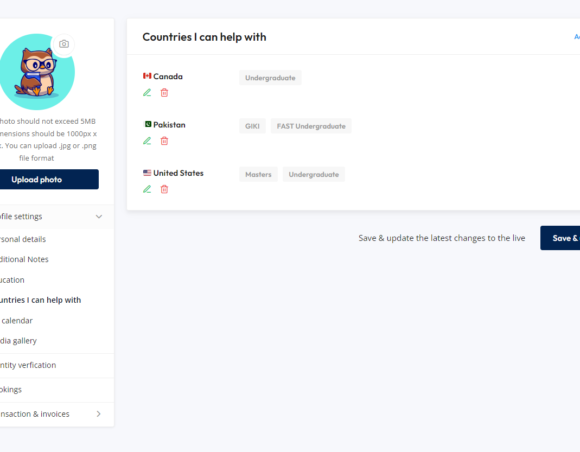 Countries I can help with
hoto should not exceed 5MB
mensions should be 1000px x
. You can upload .jpg or .png
file format
Upload photo
file settings
rsonal details
ditional Notes
ucation
untries I can help with
calendar
dia gallery
ntity verfication
okings
nsaction & invoices
Canada
Undergraduate
Pakistan
GIKI
FAST Undergraduate
United States
Masters
Undergraduate
Save & update the latest changes to the live
Save &